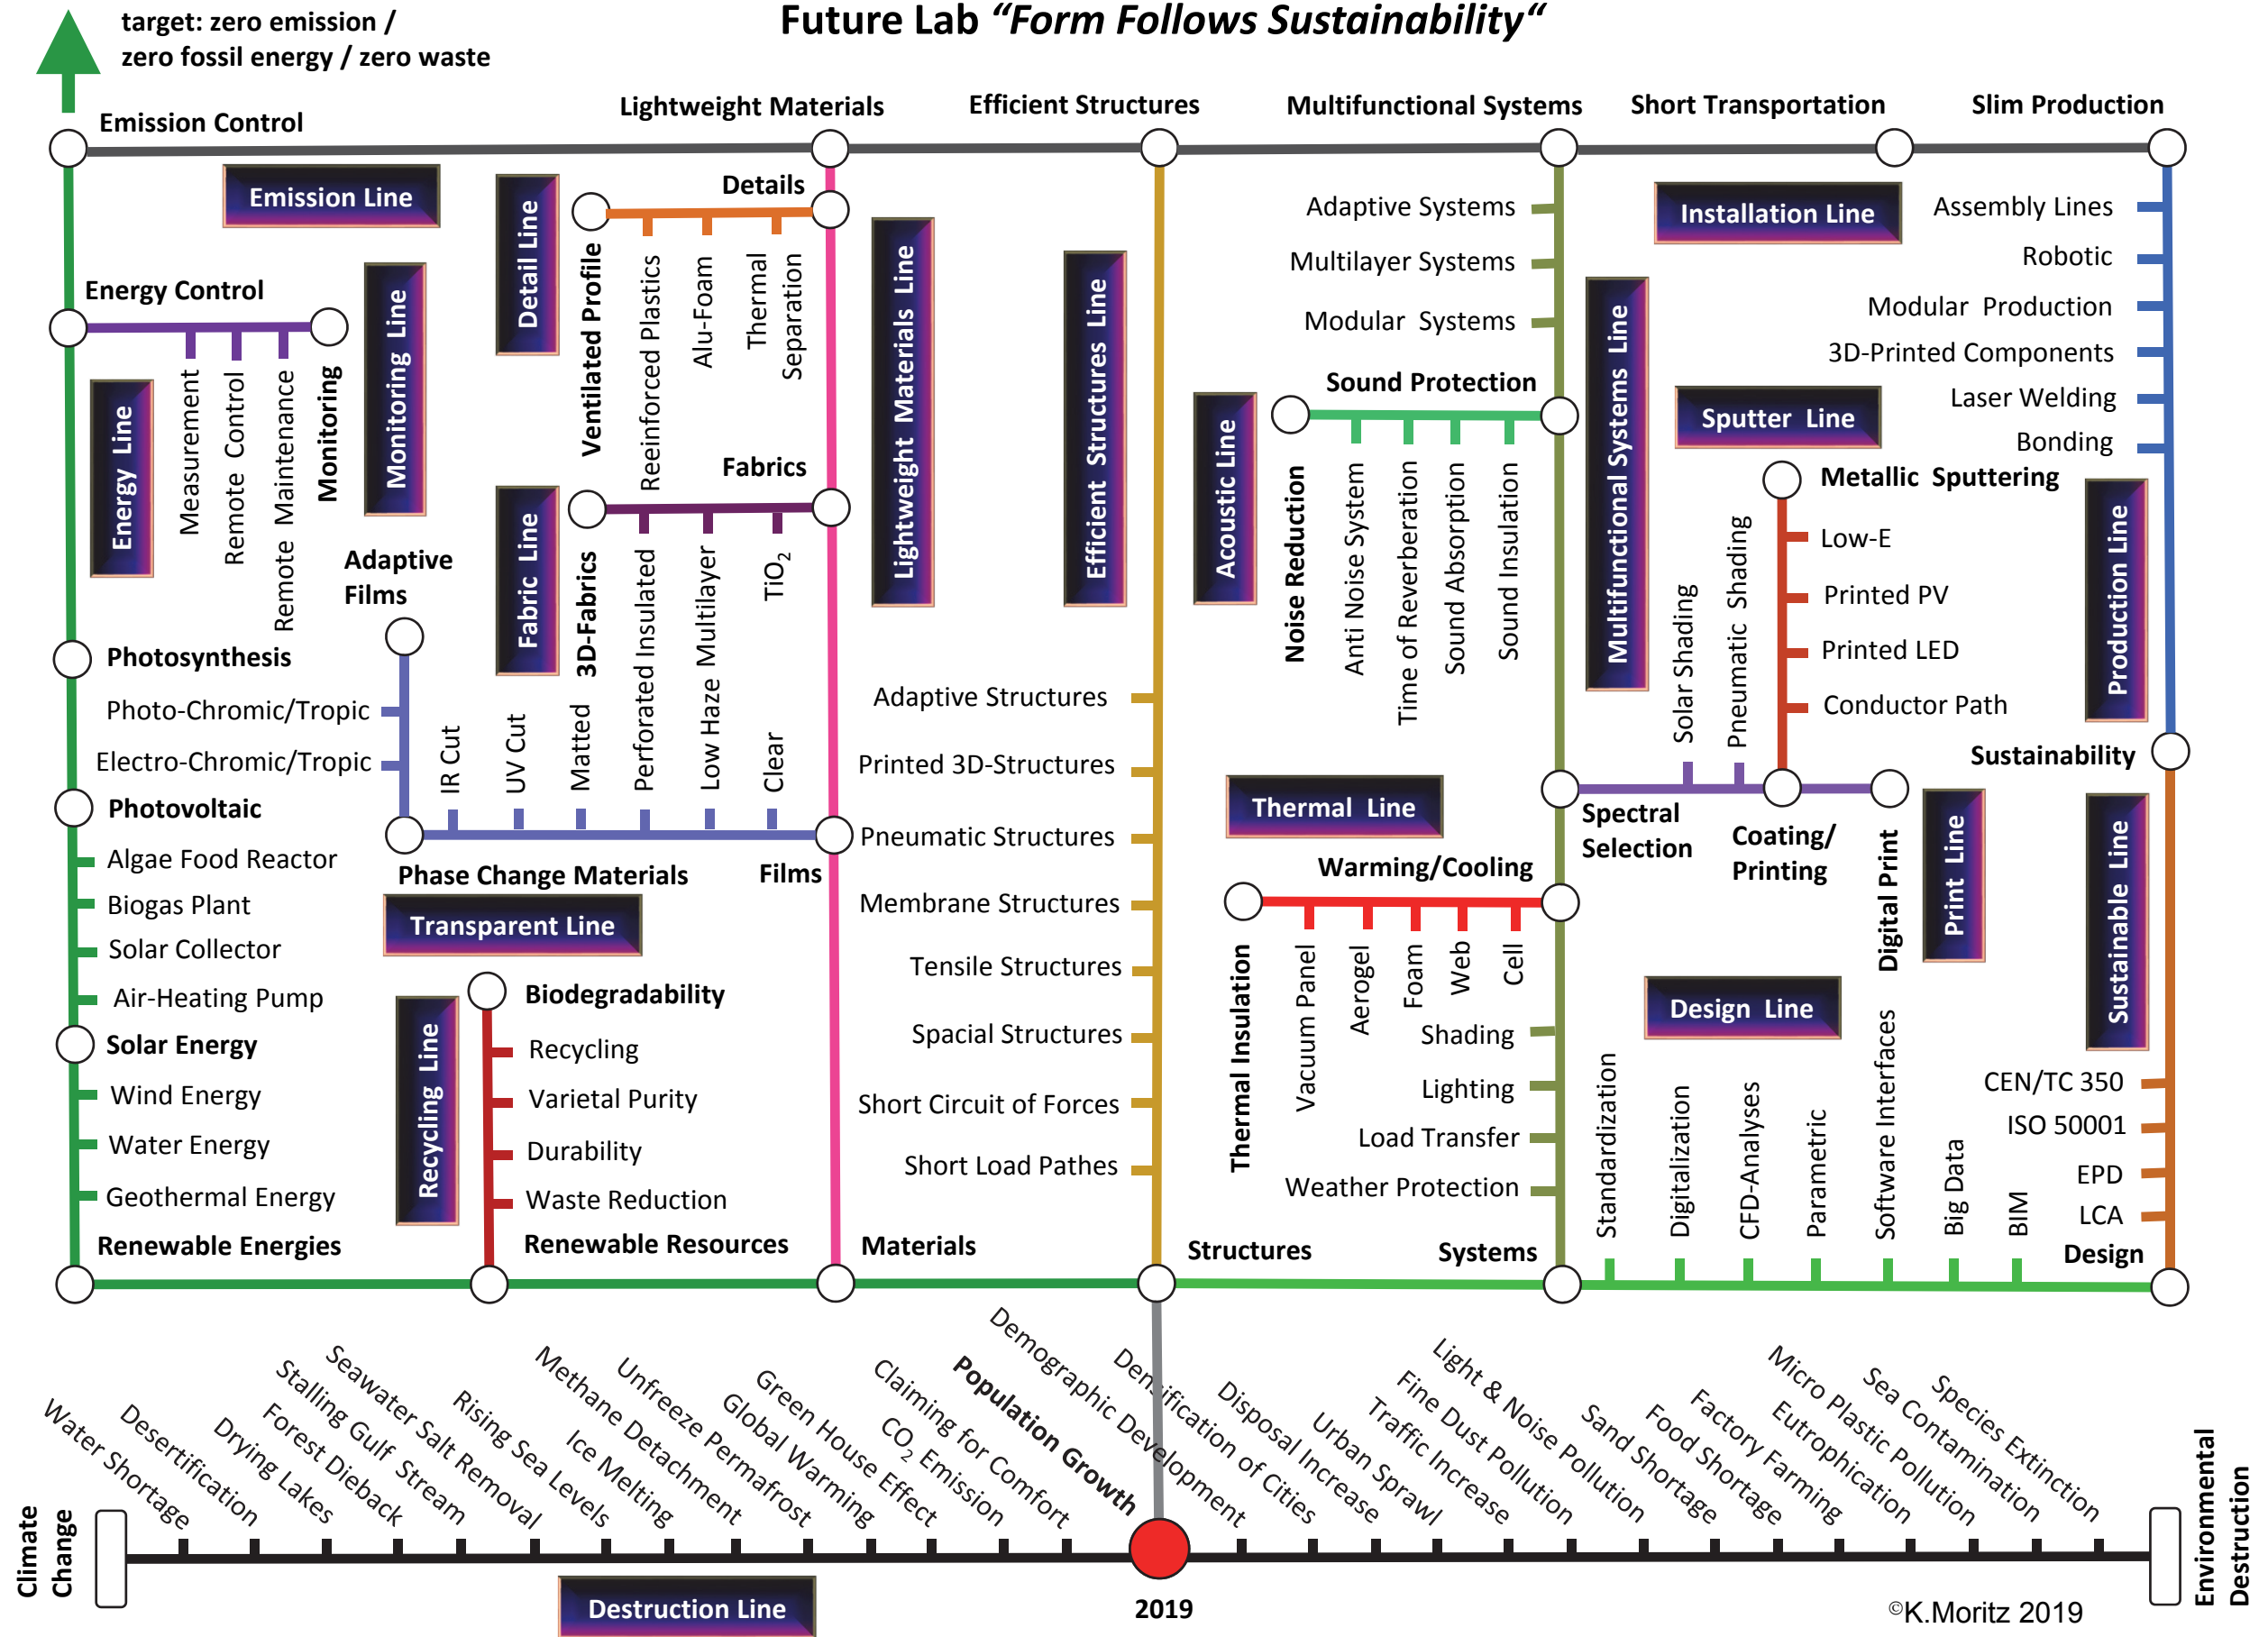 target: zero emission /
zero fossil energy / zero waste
Future Lab “Form Follows Sustainability“
Emission Control
Lightweight Materials
Efficient Structures
Multifunctional Systems
Short Transportation
Slim Production
Emission Line
Detail Line
Details
Ventilated Profile
Reeinforced Plastics
Alu-Foam
Thermal
Separation
Energy Control
Energy Line
Measurement
Remote Control
Remote Maintenance
Monitoring
Monitoring Line
Fabrics
Fabric Line
3D-Fabrics
Perforated Insulated
Low Haze Multilayer
TiO₂
Lightweight Materials Line
Efficient Structures Line
Adaptive
Films
Photosynthesis
Photo-Chromic/Tropic
Electro-Chromic/Tropic
Photovoltaic
IR Cut
UV Cut
Matted
Clear
Phase Change Materials
Films
Transparent Line
Algae Food Reactor
Biogas Plant
Solar Collector
Air-Heating Pump
Solar Energy
Wind Energy
Water Energy
Geothermal Energy
Renewable Energies
Recycling Line
Biodegradability
Recycling
Varietal Purity
Durability
Waste Reduction
Renewable Resources
Materials
Adaptive Structures
Printed 3D-Structures
Pneumatic Structures
Membrane Structures
Tensile Structures
Spacial Structures
Short Circuit of Forces
Short Load Pathes
Structures
Adaptive Systems
Multilayer Systems
Modular Systems
Sound Protection
Acoustic Line
Noise Reduction
Anti Noise System
Time of Reverberation
Sound Absorption
Sound Insulation
Multifunctional Systems Line
Thermal Line
Warming/Cooling
Thermal Insulation
Vacuum Panel
Aerogel
Foam
Web
Cell
Shading
Lighting
Load Transfer
Weather Protection
Systems
Installation Line
Sputter Line
Metallic Sputtering
Low-E
Printed PV
Printed LED
Conductor Path
Solar Shading
Pneumatic Shading
Spectral
Selection
Coating/
Printing
Digital Print
Print Line
Assembly Lines
Robotic
Modular Production
3D-Printed Components
Laser Welding
Bonding
Production Line
Sustainability
Sustainable Line
Design Line
Standardization
Digitalization
CFD-Analyses
Parametric
Software Interfaces
Big Data
BIM
CEN/TC 350
ISO 50001
EPD
LCA
Design
Climate
Change
Water Shortage
Desertification
Drying Lakes
Forest Dieback
Stalling Gulf Stream
Seawater Salt Removal
Rising Sea Levels
Ice Melting
Methane Detachment
Unfreeze Permafrost
Global Warming
Green House Effect
CO₂ Emission
Claiming for Comfort
Population Growth
Demographic Development
Densification of Cities
Disposal Increase
Urban Sprawl
Traffic Increase
Fine Dust Pollution
Light & Noise Pollution
Sand Shortage
Food Shortage
Factory Farming
Eutrophication
Micro Plastic Pollution
Sea Contamination
Species Extinction
Environmental
Destruction
Destruction Line
2019
©K.Moritz 2019